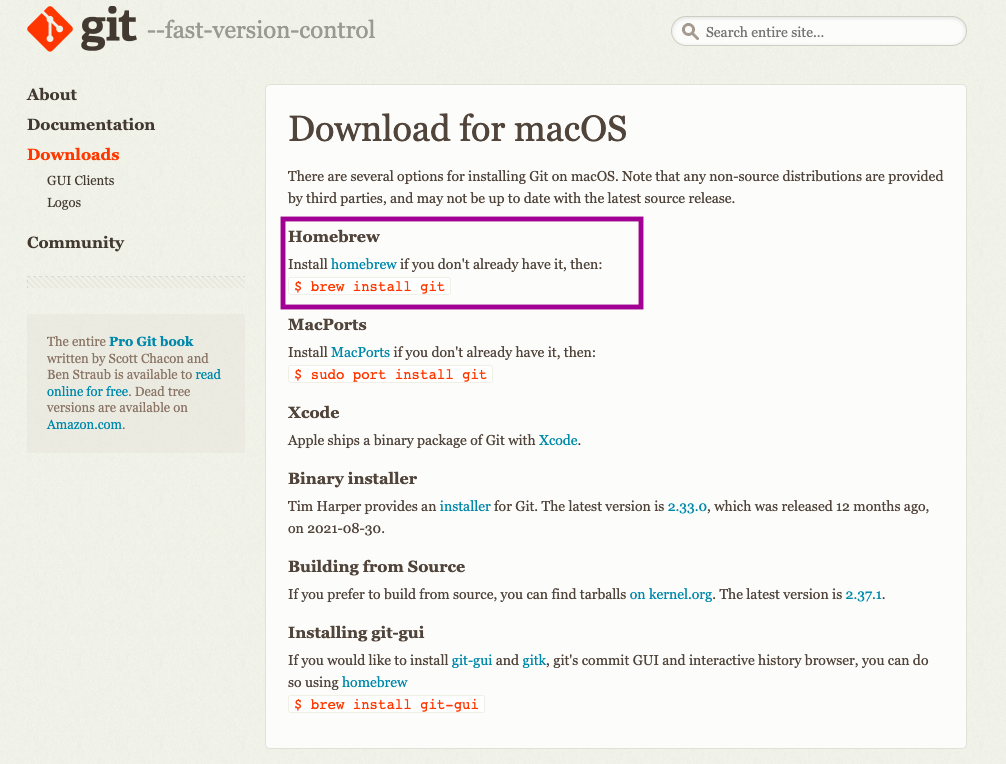 git --fast-version-control
Search entire site...
About
Documentation
Downloads
GUI Clients
Logos
Community
The entire Pro Git book
written by Scott Chacon and
Ben Straub is available to read
online for free. Dead tree
versions are available on
Amazon.com.
Download for macOS
There are several options for installing Git on macOS. Note that any non-source distributions are provided
by third parties, and may not be up to date with the latest source release.
Homebrew
Install homebrew if you don't already have it, then:
$ brew install git
MacPorts
Install MacPorts if you don't already have it, then:
$ sudo port install git
Xcode
Apple ships a binary package of Git with Xcode.
Binary installer
Tim Harper provides an installer for Git. The latest version is 2.33.0, which was released 12 months ago,
on 2021-08-30.
Building from Source
If you prefer to build from source, you can find tarballs on kernel.org. The latest version is 2.37.1.
Installing git-gui
If you would like to install git-gui and gitk, git's commit GUI and interactive history browser, you can do
so using homebrew
$ brew install git-gui